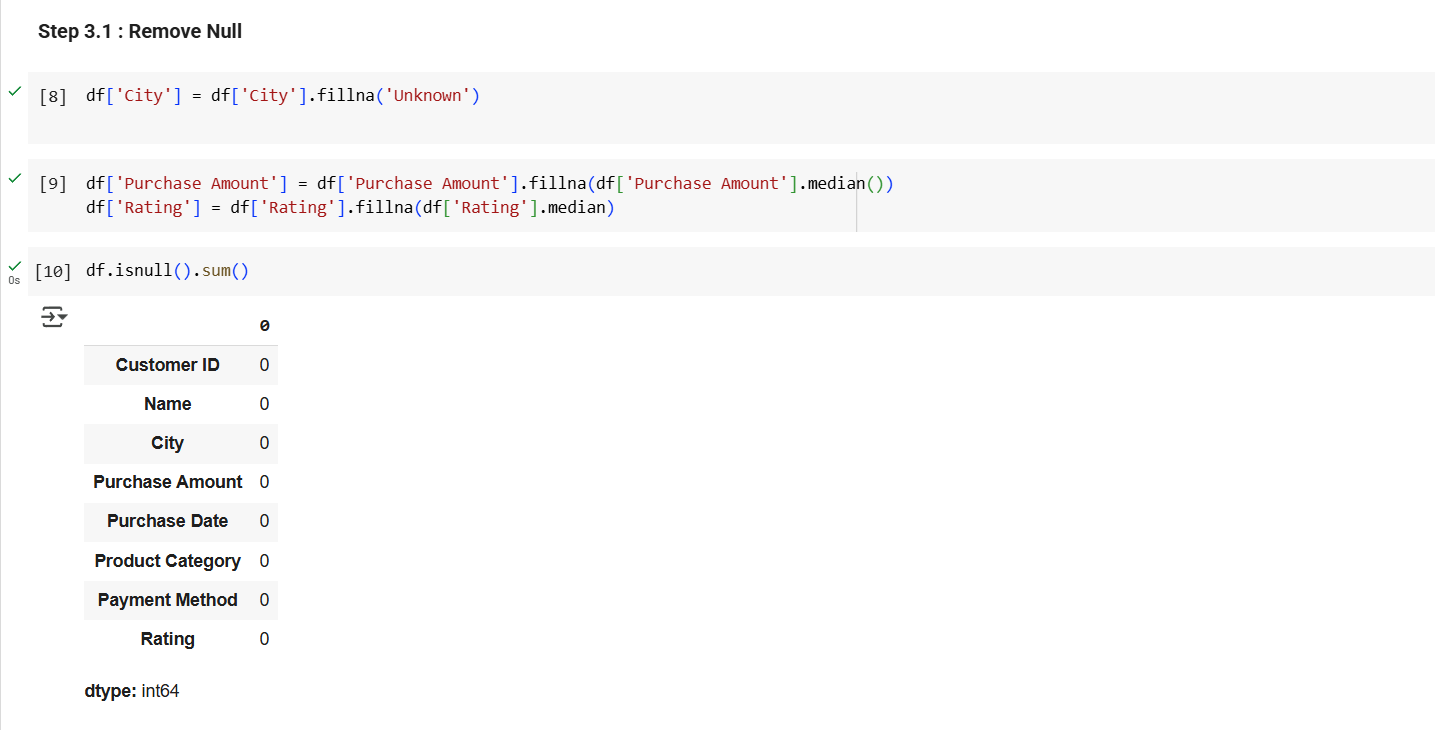 Step 3.1 : Remove Null
[8] df['City'] = df['City'].fillna('Unknown')
[9] df['Purchase Amount'] = df['Purchase Amount'].fillna(df['Purchase Amount'].median())
df['Rating'] = df['Rating'].fillna(df['Rating'].median)
[10] df.isnull().sum()
0s
0
Customer ID 0
Name 0
City 0
Purchase Amount 0
Purchase Date 0
Product Category 0
Payment Method 0
Rating 0
dtype: int64